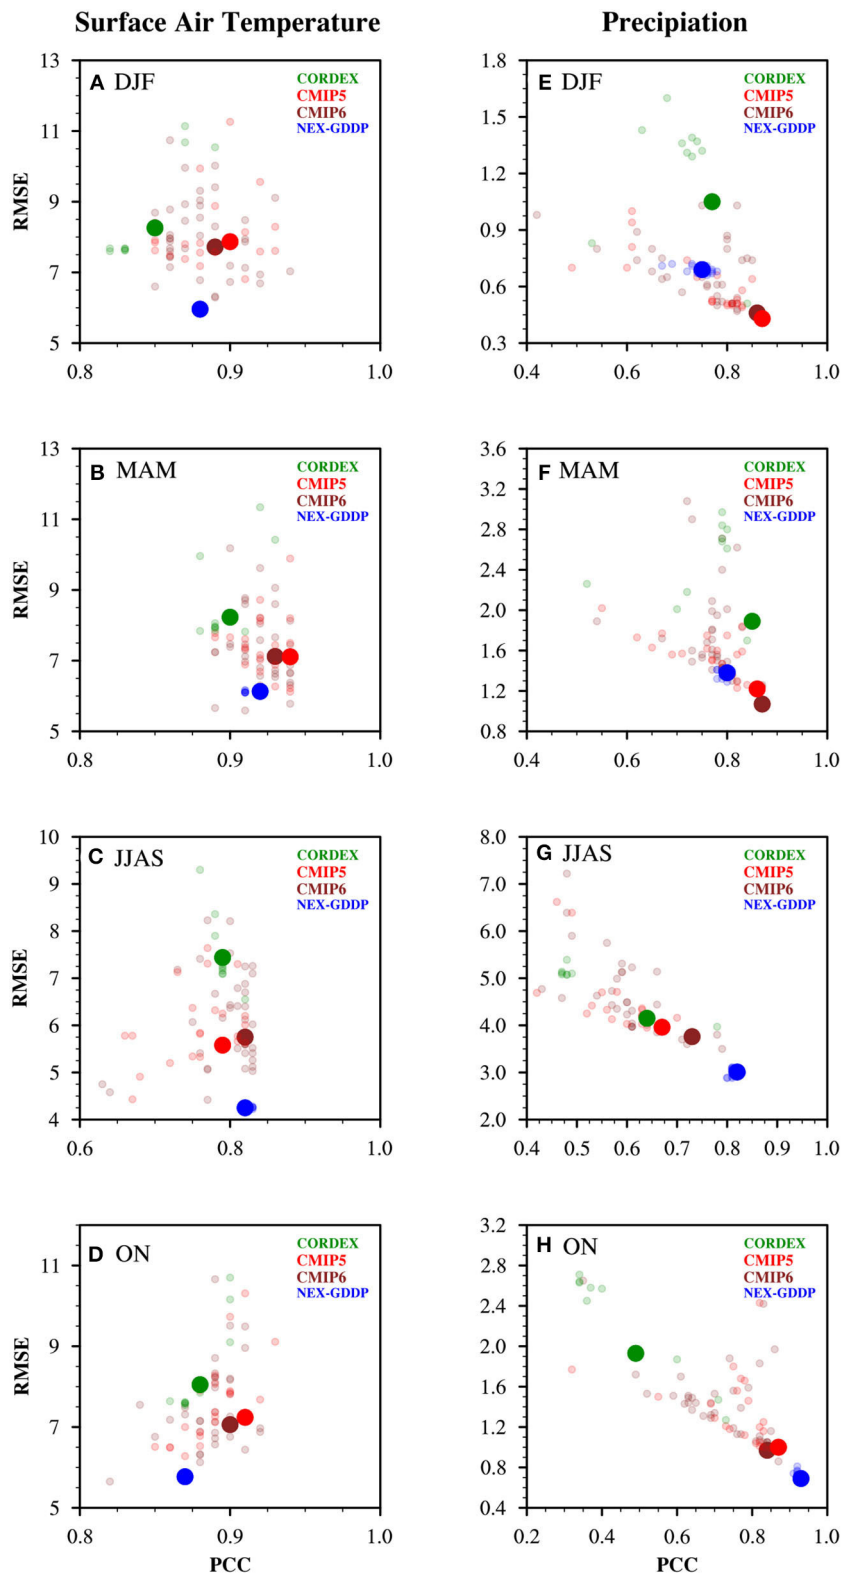 Surface Air Temperature
Precipiation
A DJF
CORDEX
CMIP5
CMIP6
NEX-GDDP
RMSE
13
11
9
7
5
0.8 0.9 1.0
E DJF
CORDEX
CMIP5
CMIP6
NEX-GDDP
1.8
1.5
1.2
0.9
0.6
0.3
0.4 0.6 0.8 1.0
B MAM
CORDEX
CMIP5
CMIP6
NEX-GDDP
RMSE
13
11
9
7
5
0.8 0.9 1.0
F MAM
CORDEX
CMIP5
CMIP6
NEX-GDDP
3.6
3.2
2.8
2.4
2.0
1.6
1.2
0.8
0.4 0.6 0.8 1.0
C JJAS
CORDEX
CMIP5
CMIP6
NEX-GDDP
RMSE
10
9
8
7
6
5
4
0.6 0.8 1.0
G JJAS
CORDEX
CMIP5
CMIP6
NEX-GDDP
8.0
7.0
6.0
5.0
4.0
3.0
2.0
0.4 0.5 0.6 0.7 0.8 0.9 1.0
D ON
CORDEX
CMIP5
CMIP6
NEX-GDDP
RMSE
11
9
7
5
0.8 0.9 1.0
PCC
H ON
CORDEX
CMIP5
CMIP6
NEX-GDDP
3.2
2.8
2.4
2.0
1.6
1.2
0.8
0.4
0.2 0.4 0.6 0.8 1.0
PCC